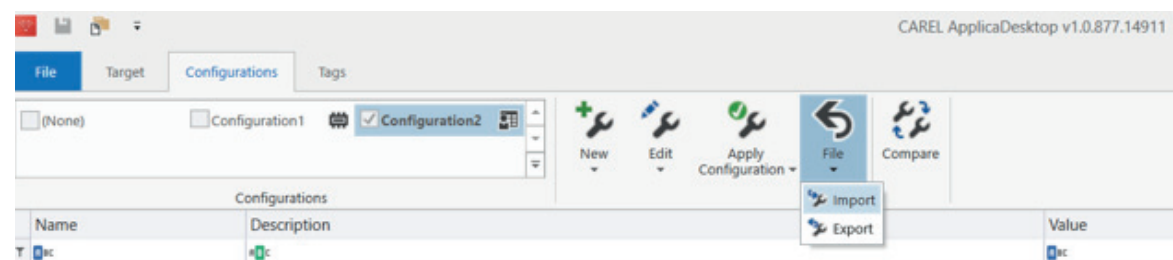 CAREL ApplicaDesktop v1.0.877.14911
File Target Configurations Tags
(None) Configuration1 Configuration2
New Edit Apply Configuration File Compare
Configurations
Import
Export
Name Description Value